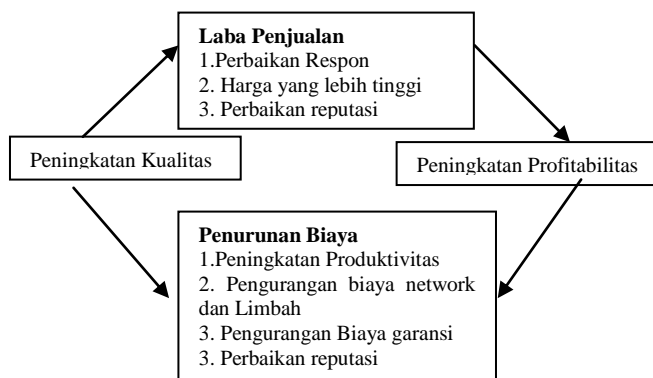 Laba Penjualan
1.Perbaikan Respon
2. Harga yang lebih tinggi
3. Perbaikan reputasi
Peningkatan Kualitas
Peningkatan Profitabilitas
Penurunan Biaya
1.Peningkatan Produktivitas
2. Pengurangan biaya network
dan Limbah
3. Pengurangan Biaya garansi
3. Perbaikan reputasi